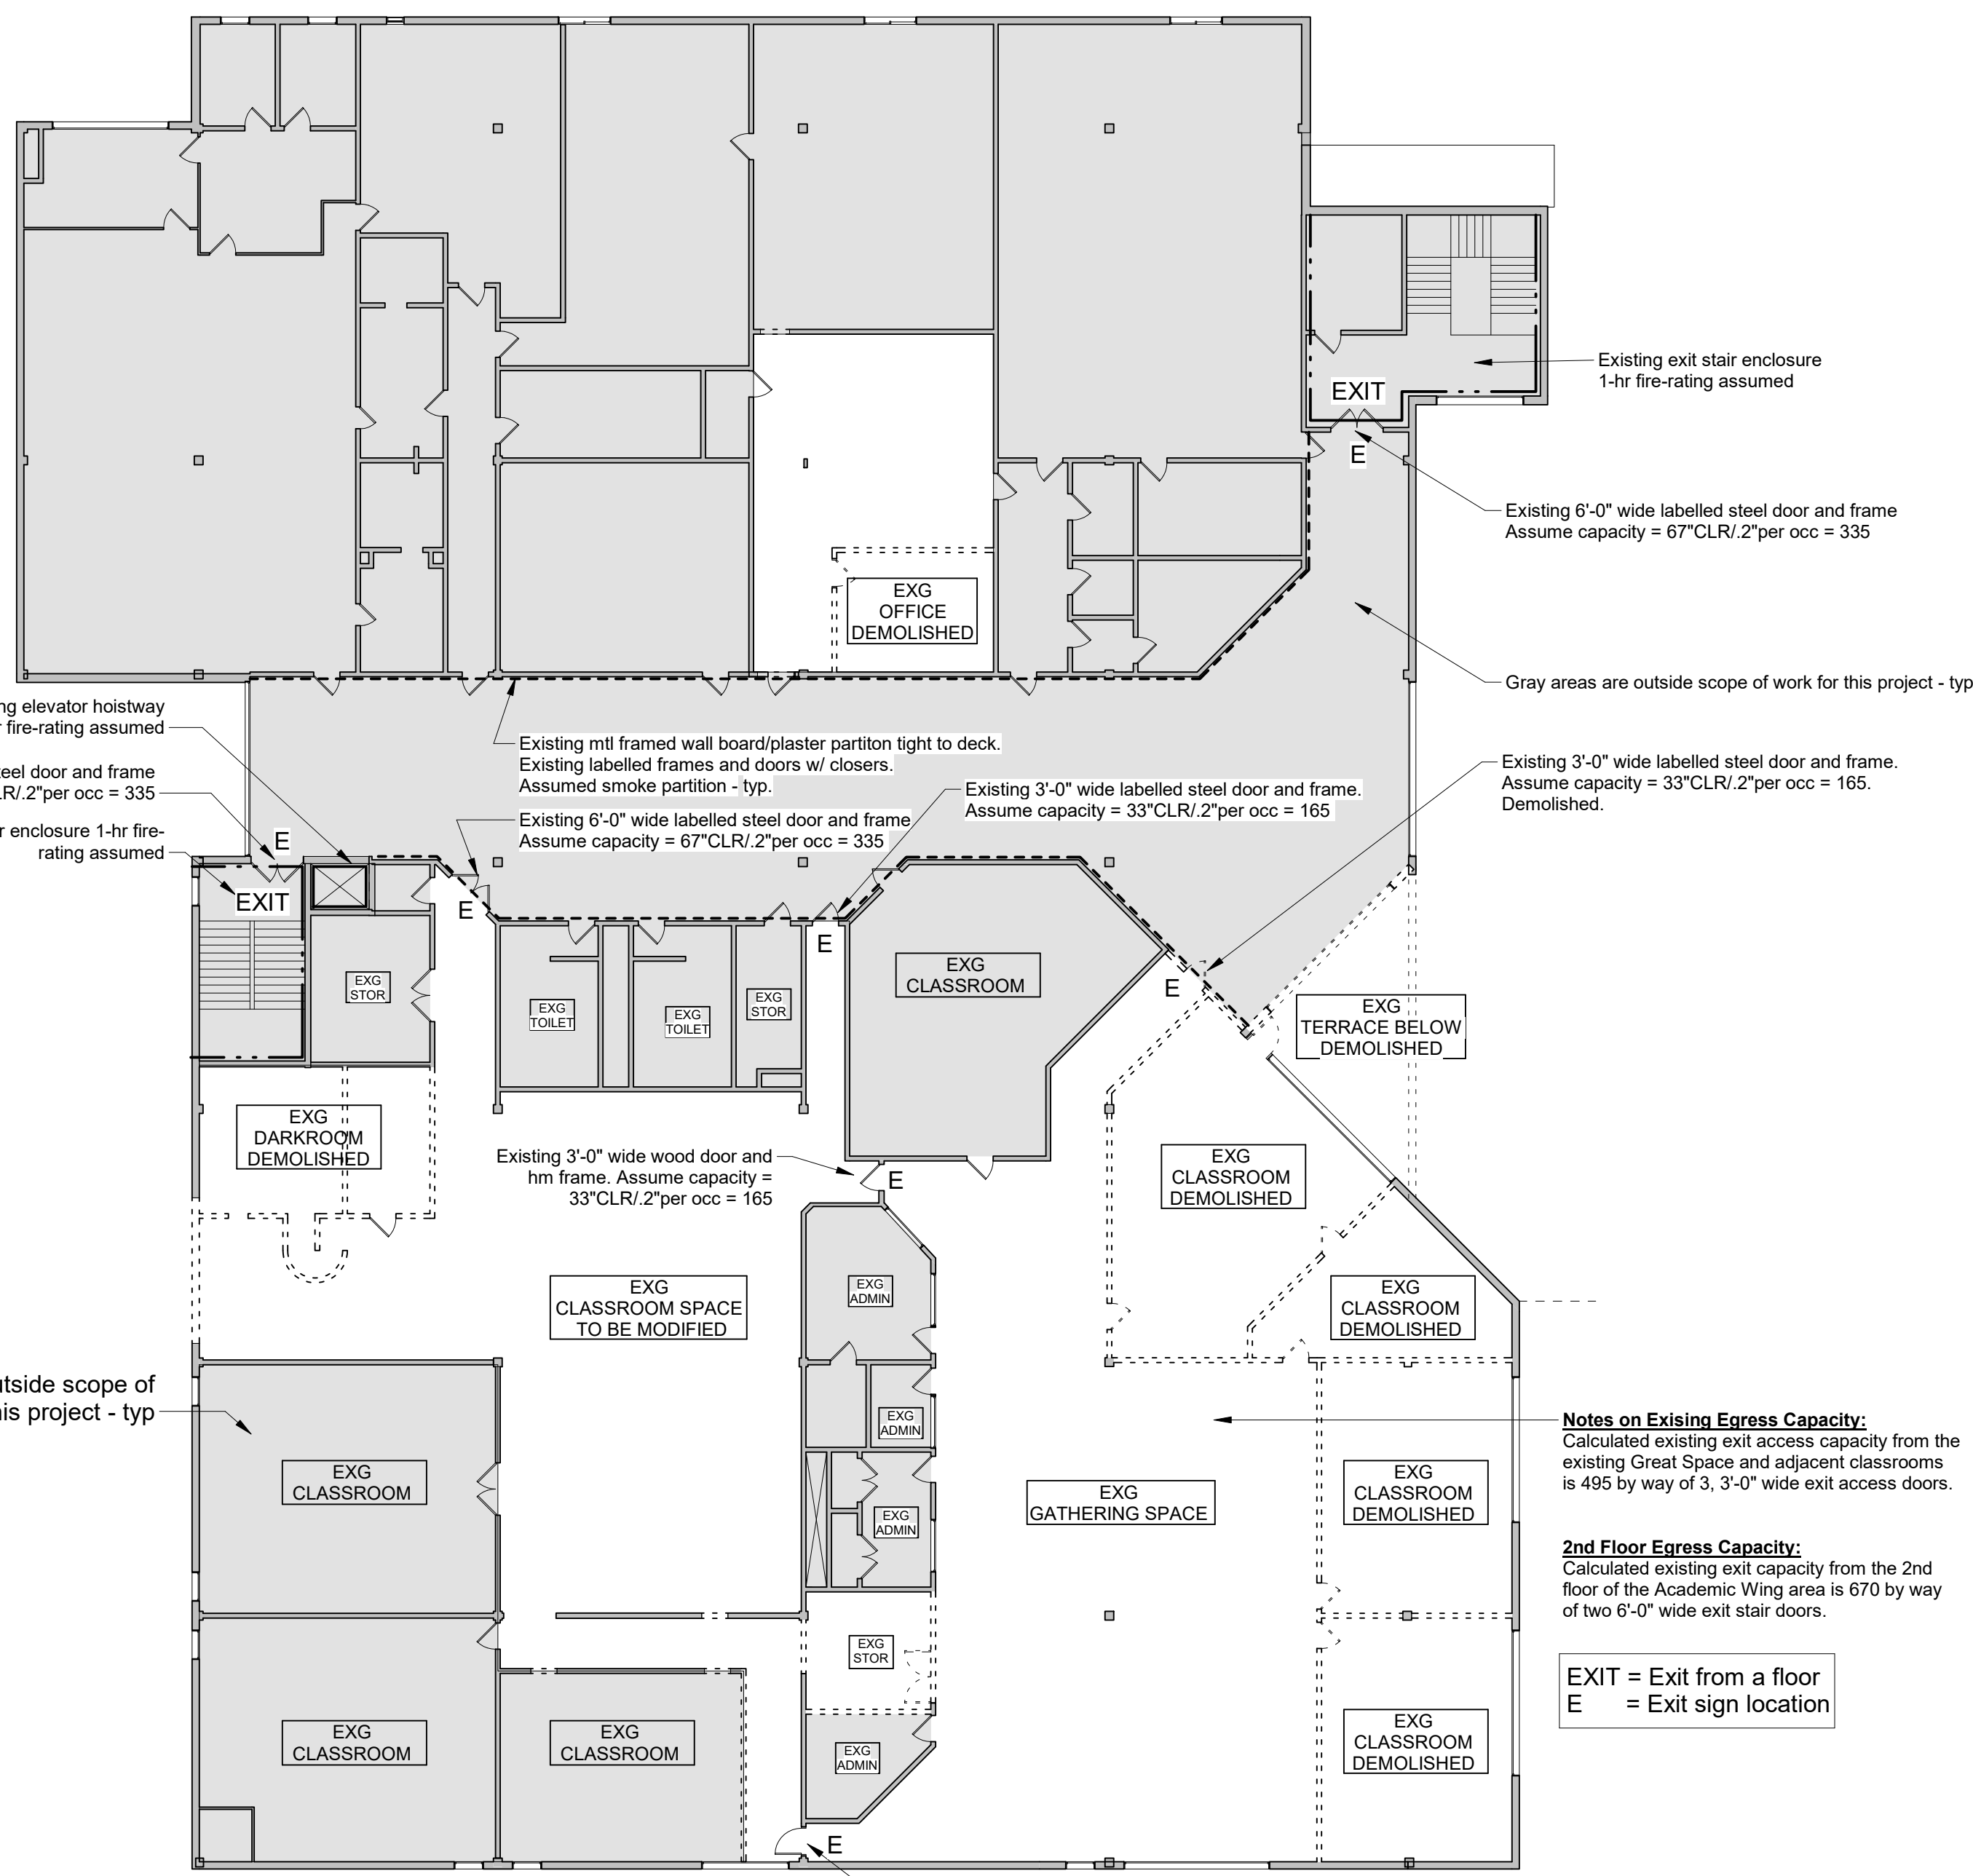 Existing exit stair enclosure
1-hr fire-rating assumed
EXIT
E
Existing 6'-0" wide labelled steel door and frame
Assume capacity = 67"CLR/.2"per occ = 335
EXG
OFFICE
DEMOLISHED
Gray areas are outside scope of work for this project - typ
elevator hoistway
fire-rating assumed
Existing mtl framed wall board/plaster partiton tight to deck.
Existing labelled frames and doors w/ closers.
Assumed smoke partition - typ.
door and frame
per occ = 335
Existing 3'-0" wide labelled steel door and frame.
Assume capacity = 33"CLR/.2"per occ = 165.
Demolished.
Existing 3'-0" wide labelled steel door and frame.
Assume capacity = 33"CLR/.2"per occ = 165
Existing 6'-0" wide labelled steel door and frame
Assume capacity = 67"CLR/.2"per occ = 335
enclosure 1-hr fire-
rating assumed
E
EXIT
E
E
EXG
CLASSROOM
E
EXG
STOR
EXG
TOILET
EXG
TOILET
EXG
STOR
EXG
TERRACE BELOW
DEMOLISHED
EXG
DARKROOM
DEMOLISHED
Existing 3'-0" wide wood door and
hm frame. Assume capacity =
33"CLR/.2"per occ = 165
E
EXG
CLASSROOM
DEMOLISHED
EXG
CLASSROOM SPACE
TO BE MODIFIED
EXG
ADMIN
EXG
CLASSROOM
DEMOLISHED
scope of
project - typ
EXG
CLASSROOM
EXG
ADMIN
EXG
ADMIN
EXG
GATHERING SPACE
EXG
CLASSROOM
DEMOLISHED
Notes on Exising Egress Capacity:
Calculated existing exit access capacity from the
existing Great Space and adjacent classrooms
is 495 by way of 3, 3'-0" wide exit access doors.
2nd Floor Egress Capacity:
Calculated existing exit capacity from the 2nd
floor of the Academic Wing area is 670 by way
of two 6'-0" wide exit stair doors.
EXG
STOR
EXIT = Exit from a floor
E = Exit sign location
EXG
CLASSROOM
EXG
CLASSROOM
EXG
ADMIN
EXG
CLASSROOM
DEMOLISHED
E